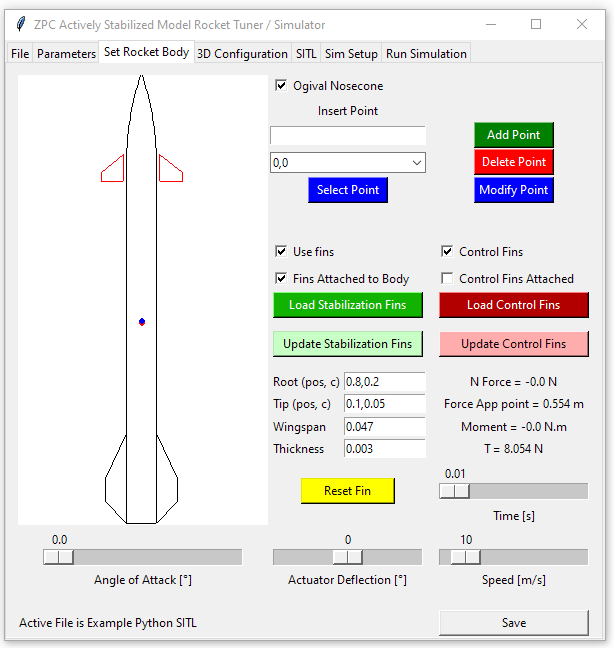 ZPC Actively Stabilized Model Rocket Tuner / Simulator
File Parameters Set Rocket Body 3D Configuration SITL Sim Setup Run Simulation
Ogival Nosecone
Insert Point
Add Point
0,0
Delete Point
Select Point
Modify Point
Use fins
Control Fins
Fins Attached to Body
Control Fins Attached
Load Stabilization Fins
Load Control Fins
Update Stabilization Fins
Update Control Fins
Root (pos, c) 0.8,0.2
N Force = -0.0 N
Tip (pos, c) 0.1,0.05
Force App point = 0.554 m
Wingspan 0.047
Moment = -0.0 N.m
Thickness 0.003
T = 8.054 N
0.01
Reset Fin
Time [s]
0.0
0
10
Angle of Attack [°]
Actuator Deflection [°]
Speed [m/s]
Active File is Example Python SITL
Save